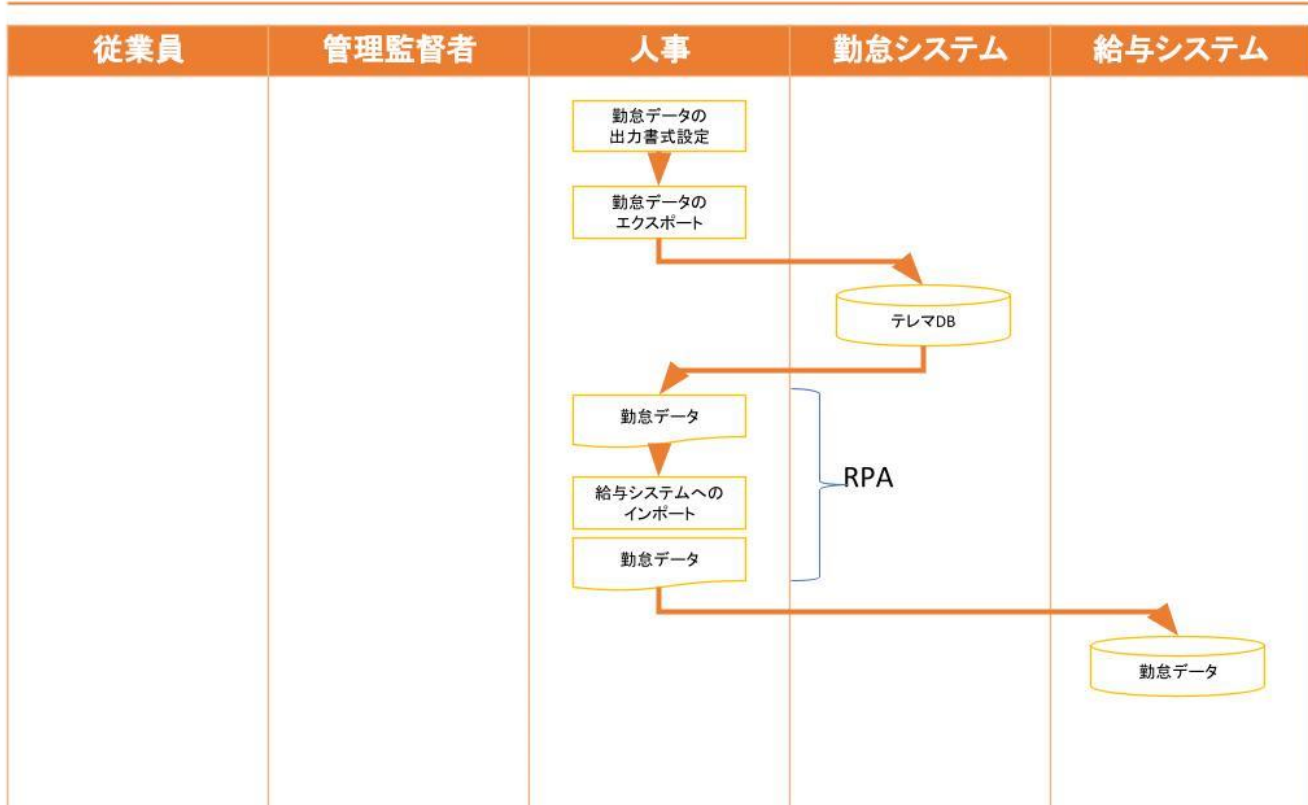 従業員
管理監督者
人事
勤怠システム
給与システム
勤怠データの
出力書式設定
勤怠データの
エクスポート
テレマDB
勤怠データ
給与システムへの
インポート
勤怠データ
RPA
勤怠データ